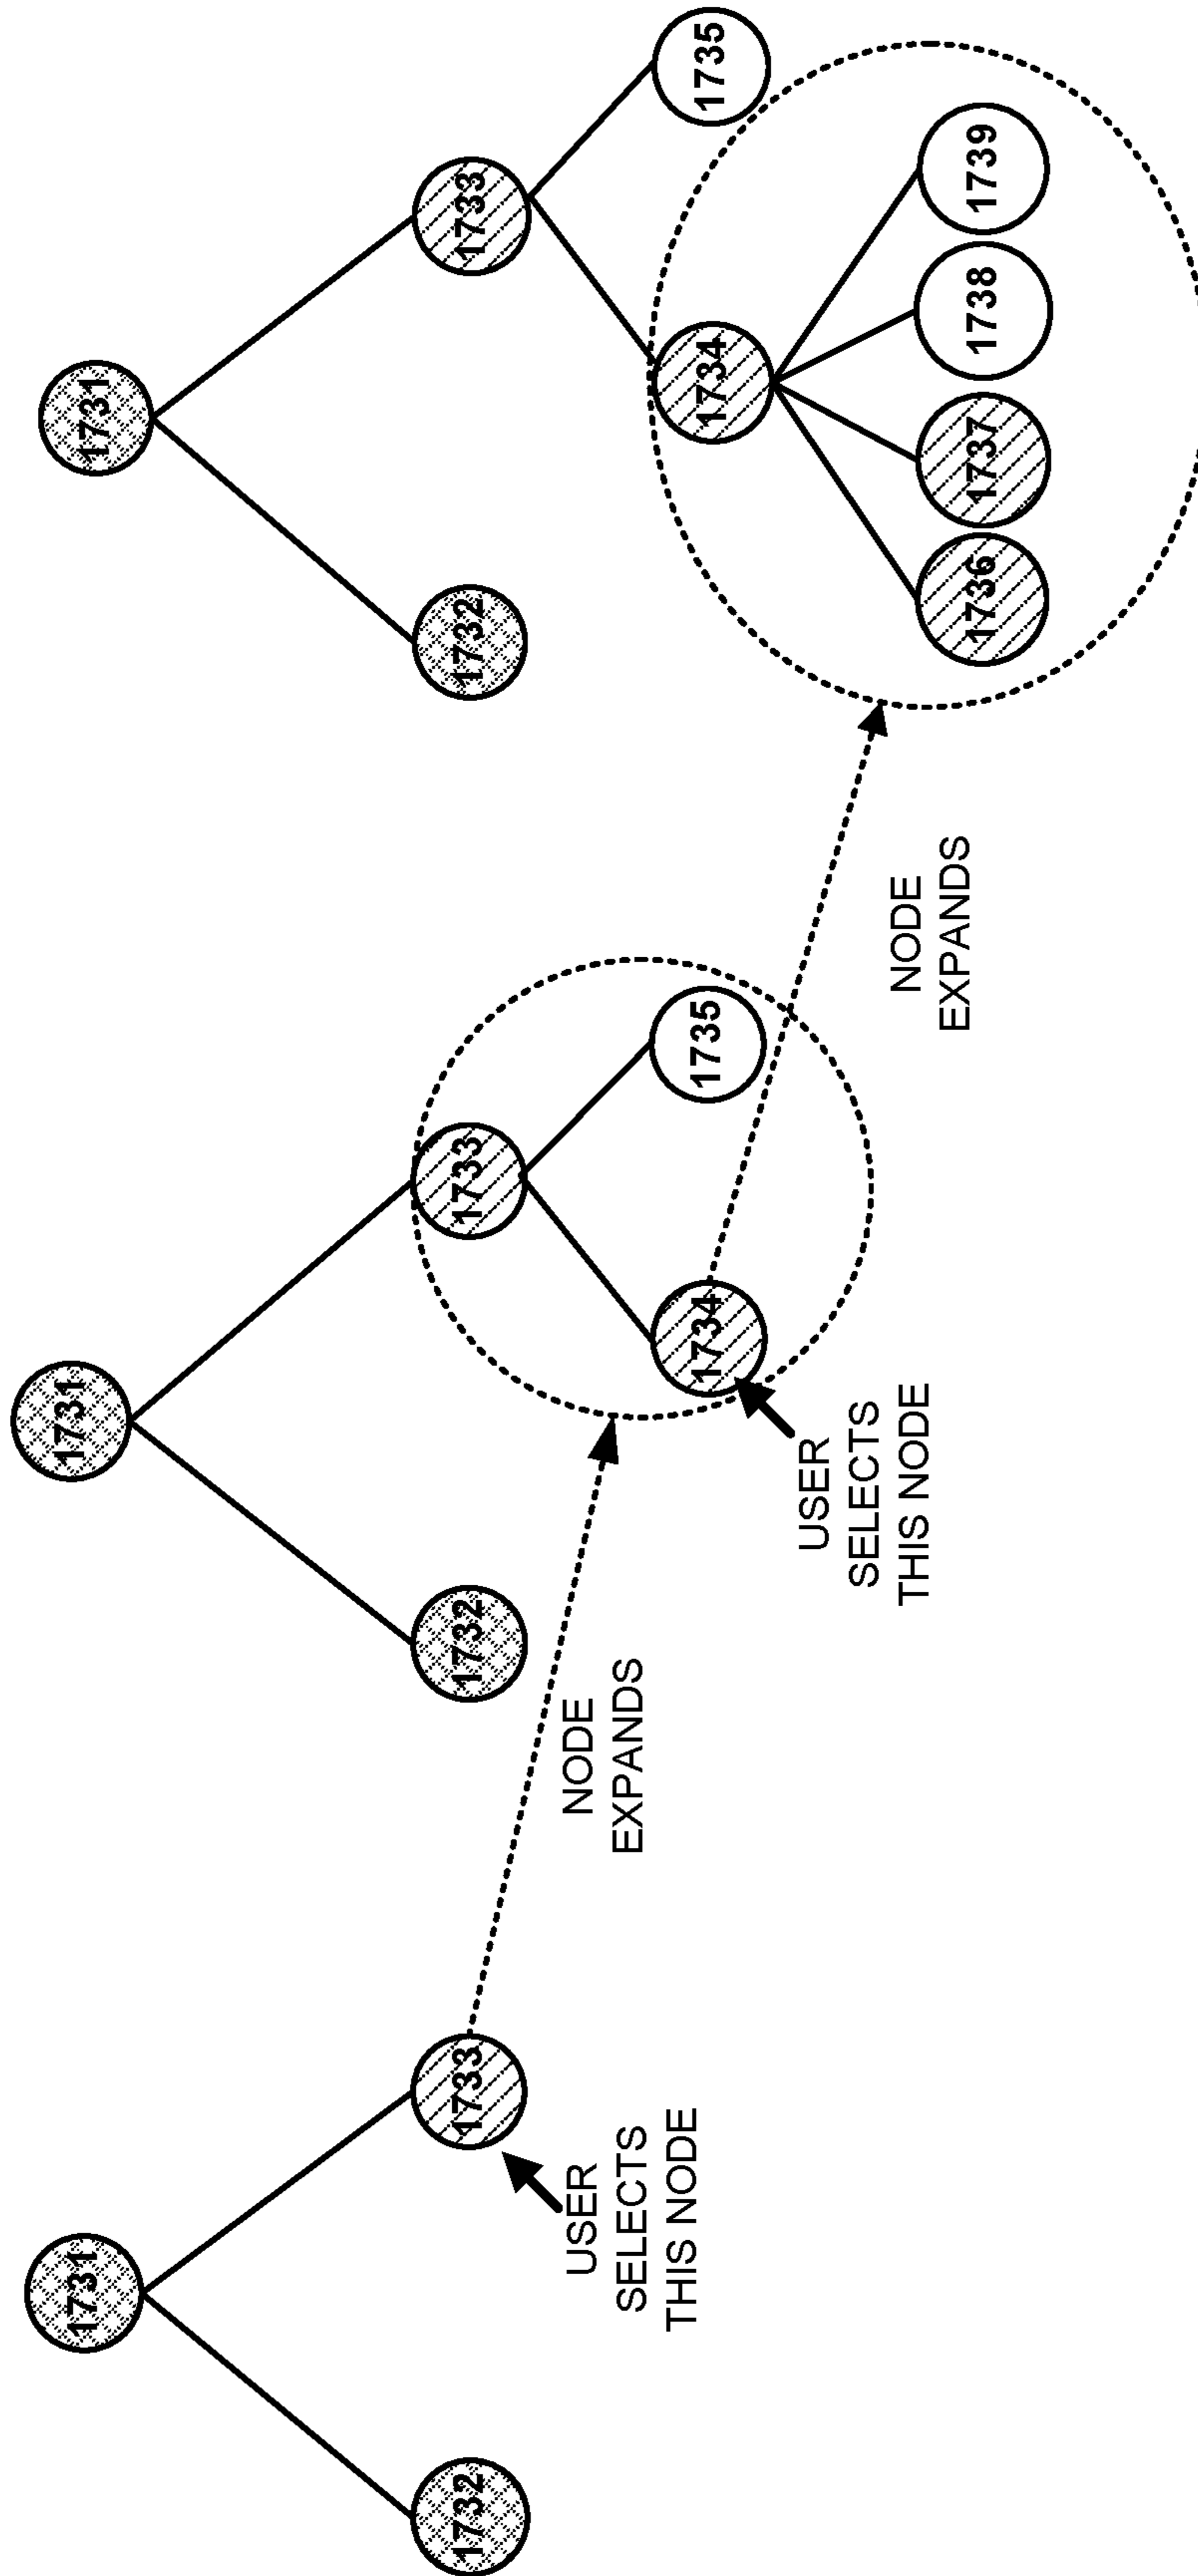 1731
1732
1733
USER
SELECTS
THIS NODE
NODE
EXPANDS
1731
1732
1733
1734
1735
USER
SELECTS
THIS NODE
NODE
EXPANDS
1731
1732
1733
1734
1735
1736
1737
1738
1739